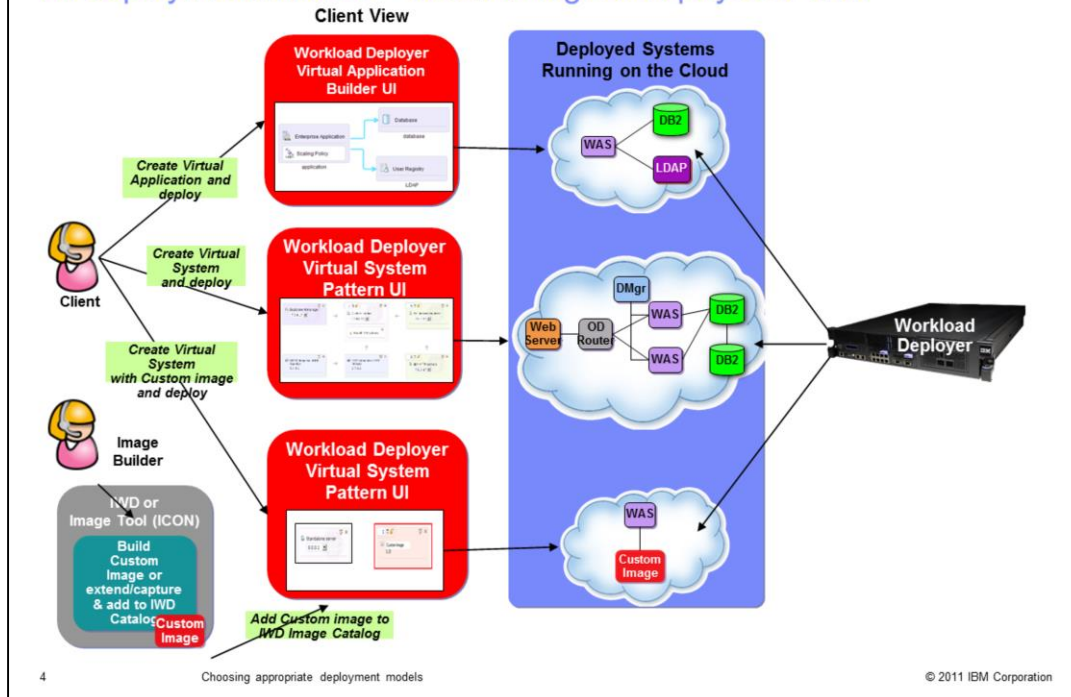 Client View
Workload Deployer
Virtual Application
Builder UI
Enterprise Application
Scaling Policy
application
Database
database
User Registry
LDAP
Create Virtual
Application and
deploy
Client
Create Virtual
System
and deploy
Workload Deployer
Virtual System
Pattern UI
Create Virtual
System
with Custom image
and deploy
Image
Builder
IWD or
Image Tool (ICON)
Build
Custom
Image or
extend/capture
& add to IWD
Catalog
Custom
Image
Workload Deployer
Virtual System
Pattern UI
Standalone server
Add Custom image to
IWD Image Catalog
Deployed Systems
Running on the Cloud
WAS
DB2
LDAP
DMgr
Web
Server
OD
Router
WAS
WAS
DB2
DB2
WAS
Custom
Image
Workload
Deployer
IBM
4
Choosing appropriate deployment models
© 2011 IBM Corporation